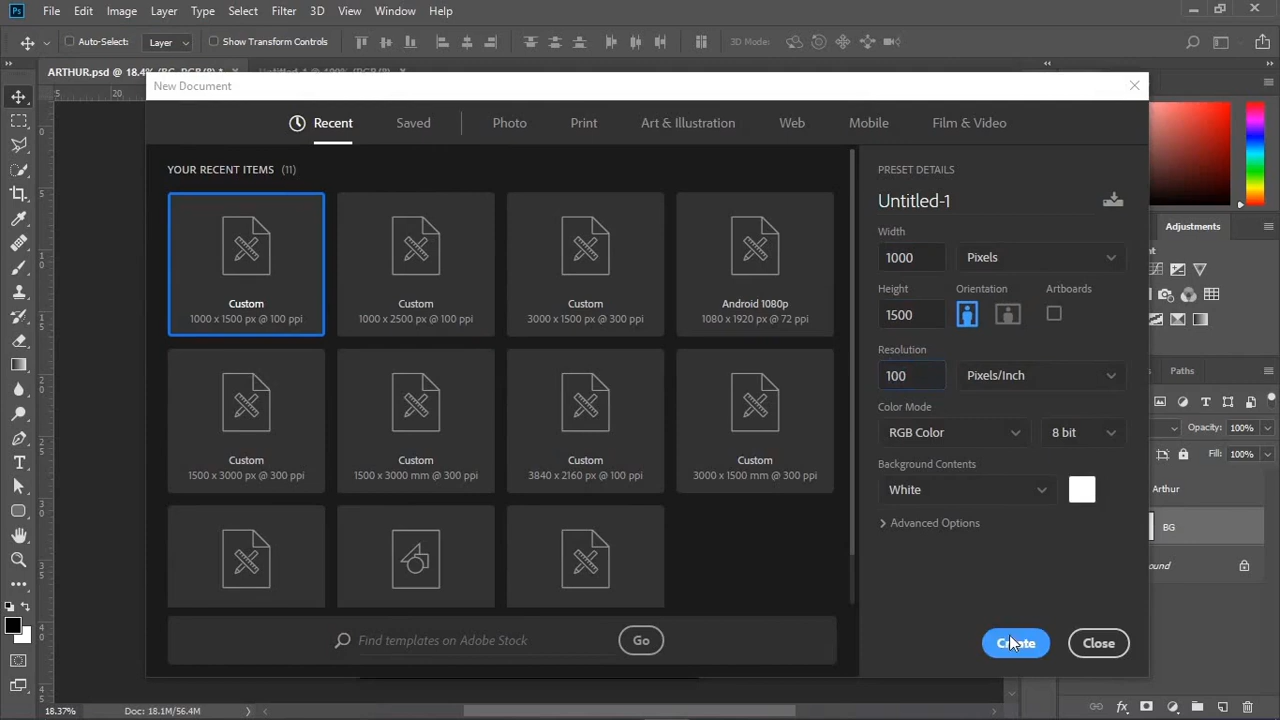 Ps File Edit Image Layer Type Select Filter 3D View Window Help
Auto-Select: Layer Show Transform Controls 3D Mode:
ARTHUR.psd @ 18.4%
New Document
Recent Saved Photo Print Art & Illustration Web Mobile Film & Video
YOUR RECENT ITEMS (11)
Custom
1000 x 1500 px @ 100 ppi
Custom
1000 x 2500 px @ 100 ppi
Custom
3000 x 1500 px @ 300 ppi
Android 1080p
1080 x 1920 px @ 72 ppi
Custom
1500 x 3000 px @ 300 ppi
Custom
1500 x 3000 mm @ 300 ppi
Custom
3840 x 2160 px @ 100 ppi
Custom
3000 x 1500 mm @ 300 ppi
Find templates on Adobe Stock Go
PRESET DETAILS
Untitled-1
Width
1000 Pixels
Height Orientation Artboards
1500
Resolution
100 Pixels/Inch
Color Mode
RGB Color 8 bit
Background Contents
White
Advanced Options
Create Close
Adjustments
Paths
Opacity: 100%
Fill: 100%
Arthur
BG
ound
18.37% Doc: 18.1M/56.4M